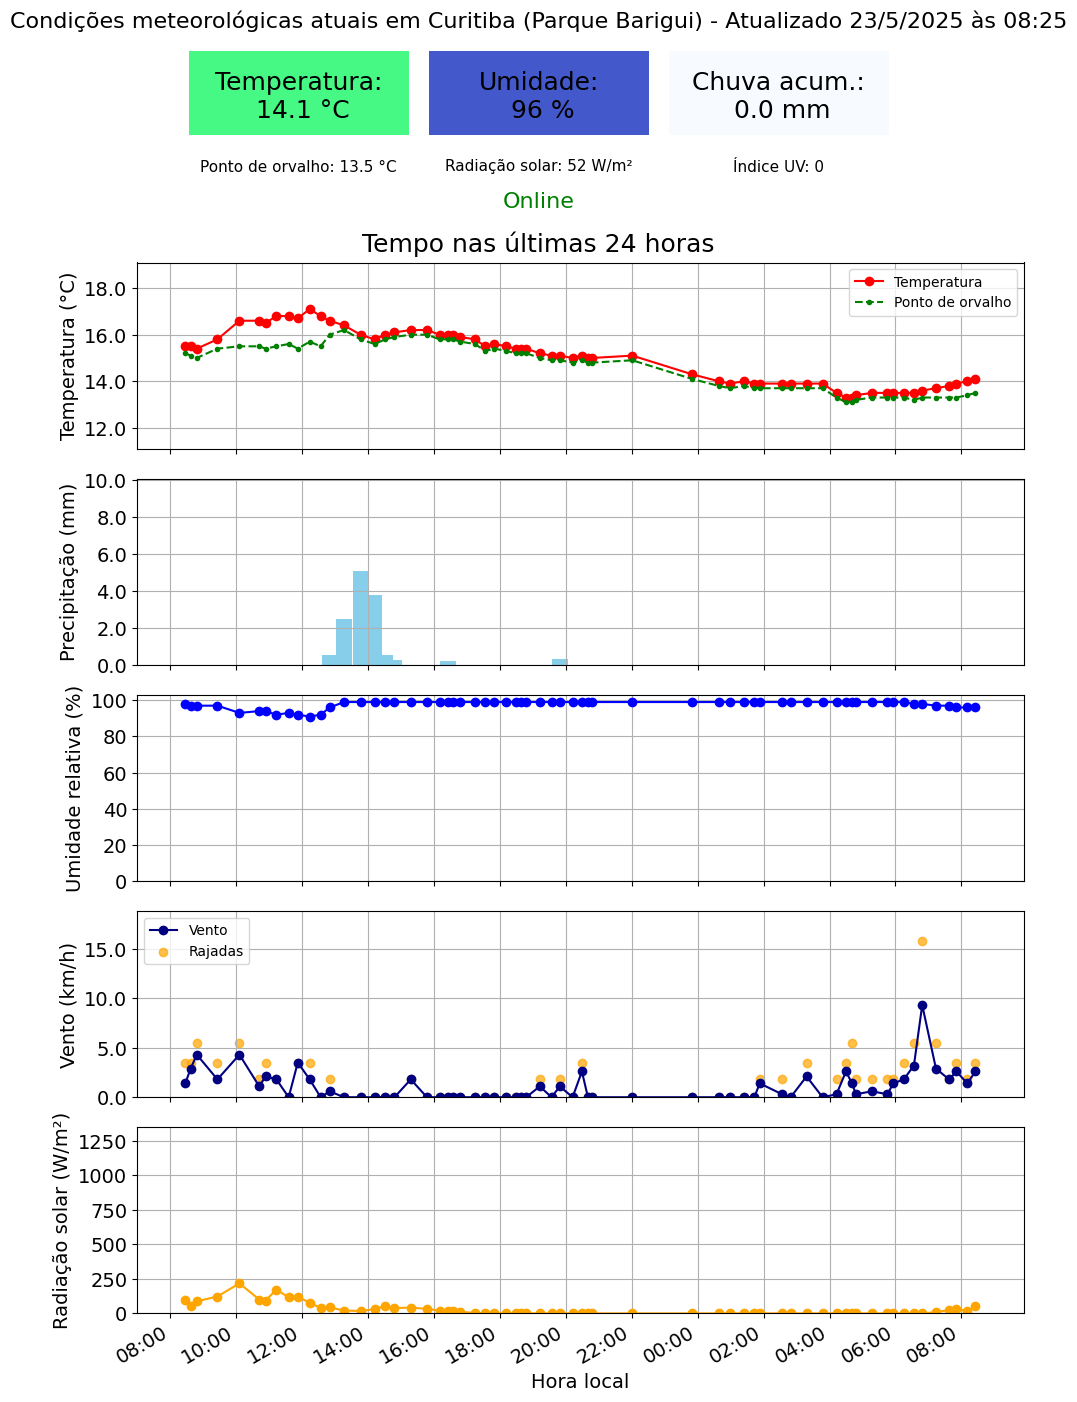 Condições meteorológicas atuais em Curitiba (Parque Barigui) - Atualizado 23/5/2025 às 08:25
Temperatura:
14.1 °C
Umidade:
96 %
Chuva acum.:
0.0 mm
Ponto de orvalho: 13.5 °C
Radiação solar: 52 W/m²
Índice UV: 0
Online
Tempo nas últimas 24 horas
Temperatura (°C)
18.0
16.0
14.0
12.0
Temperatura
Ponto de orvalho
Precipitação (mm)
10.0
8.0
6.0
4.0
2.0
0.0
Umidade relativa (%)
100
80
60
40
20
0
Vento (km/h)
15.0
10.0
5.0
0.0
Vento
Rajadas
Radiação solar (W/m²)
1250
1000
750
500
250
0
08:00
10:00
12:00
14:00
16:00
18:00
20:00
22:00
00:00
02:00
04:00
06:00
08:00
Hora local